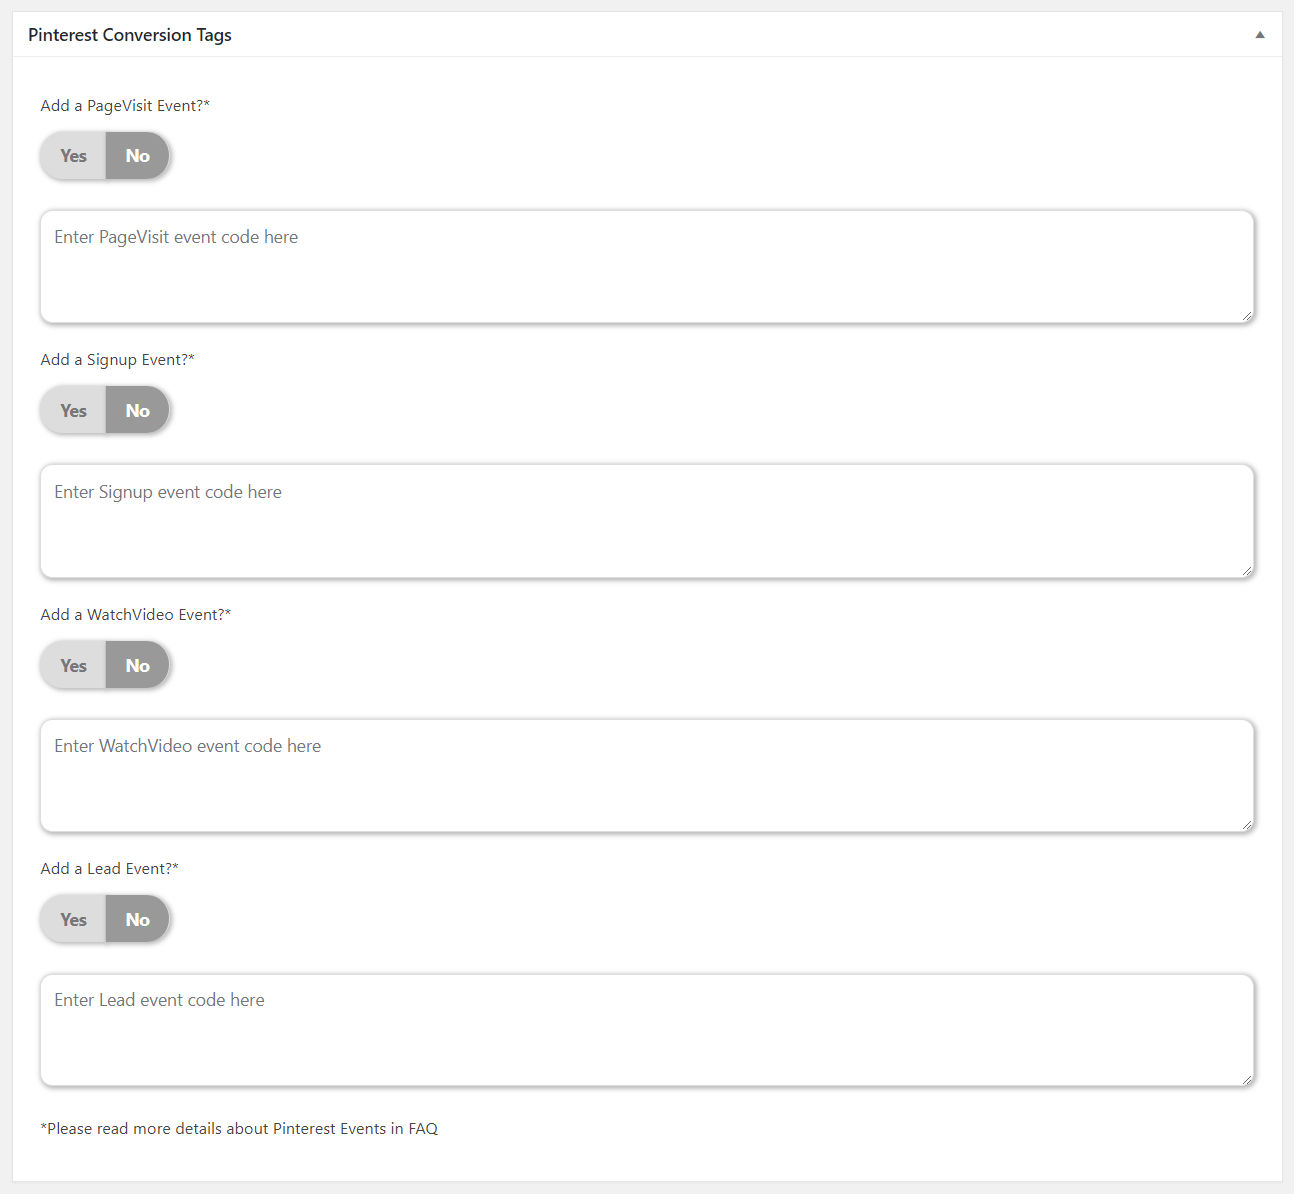 Pinterest Conversion Tags
Add a PageVisit Event?*
Yes No
Enter PageVisit event code here
Add a Signup Event?*
Yes No
Enter Signup event code here
Add a WatchVideo Event?*
Yes No
Enter WatchVideo event code here
Add a Lead Event?*
Yes No
Enter Lead event code here
*Please read more details about Pinterest Events in FAQ